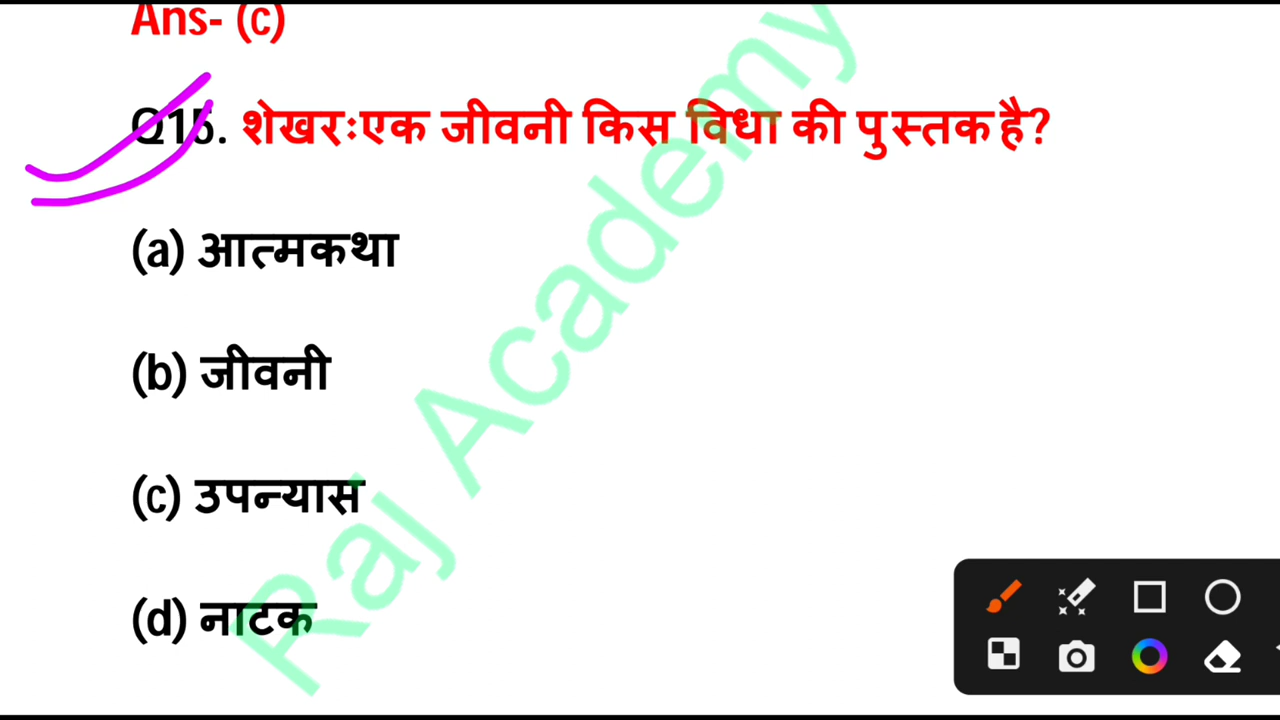 Ans- (c)
Q15. शेखरःएक जीवनी किस विधा की पुस्तक है?
(a) आत्मकथा
(b) जीवनी
(c) उपन्यास
(d) नाटक
Raj Academy